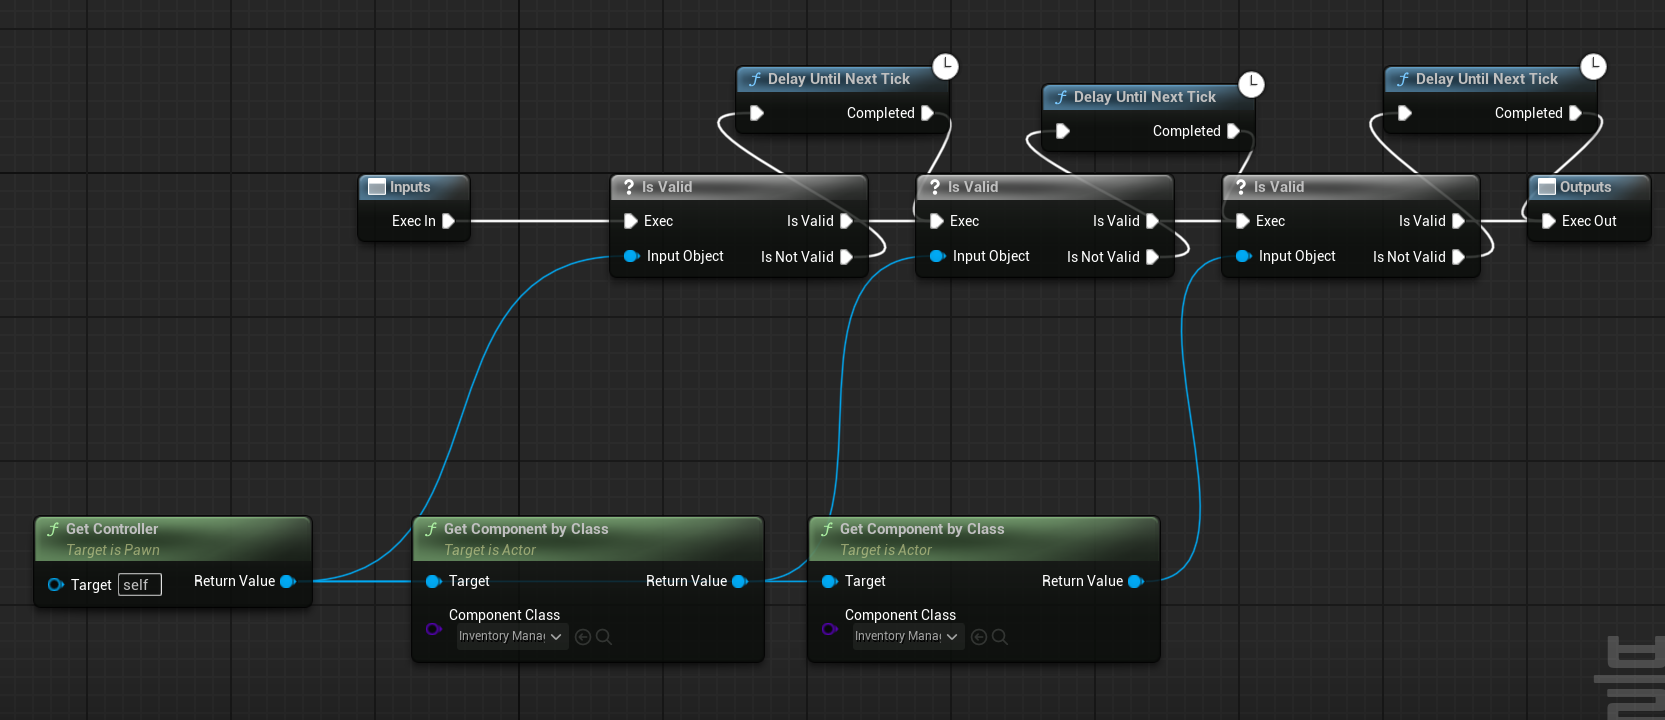 Delay Until Next Tick
Completed
Delay Until Next Tick
Completed
Delay Until Next Tick
Completed
Inputs
Exec In
? Is Valid
Exec
Is Valid
Input Object
Is Not Valid
? Is Valid
Exec
Is Valid
Input Object
Is Not Valid
? Is Valid
Exec
Is Valid
Input Object
Is Not Valid
Outputs
Exec Out
f Get Controller
Target is Pawn
Target self
Return Value
f Get Component by Class
Target is Actor
Target
Return Value
Component Class
Inventory Mana
f Get Component by Class
Target is Actor
Target
Return Value
Component Class
Inventory Mana